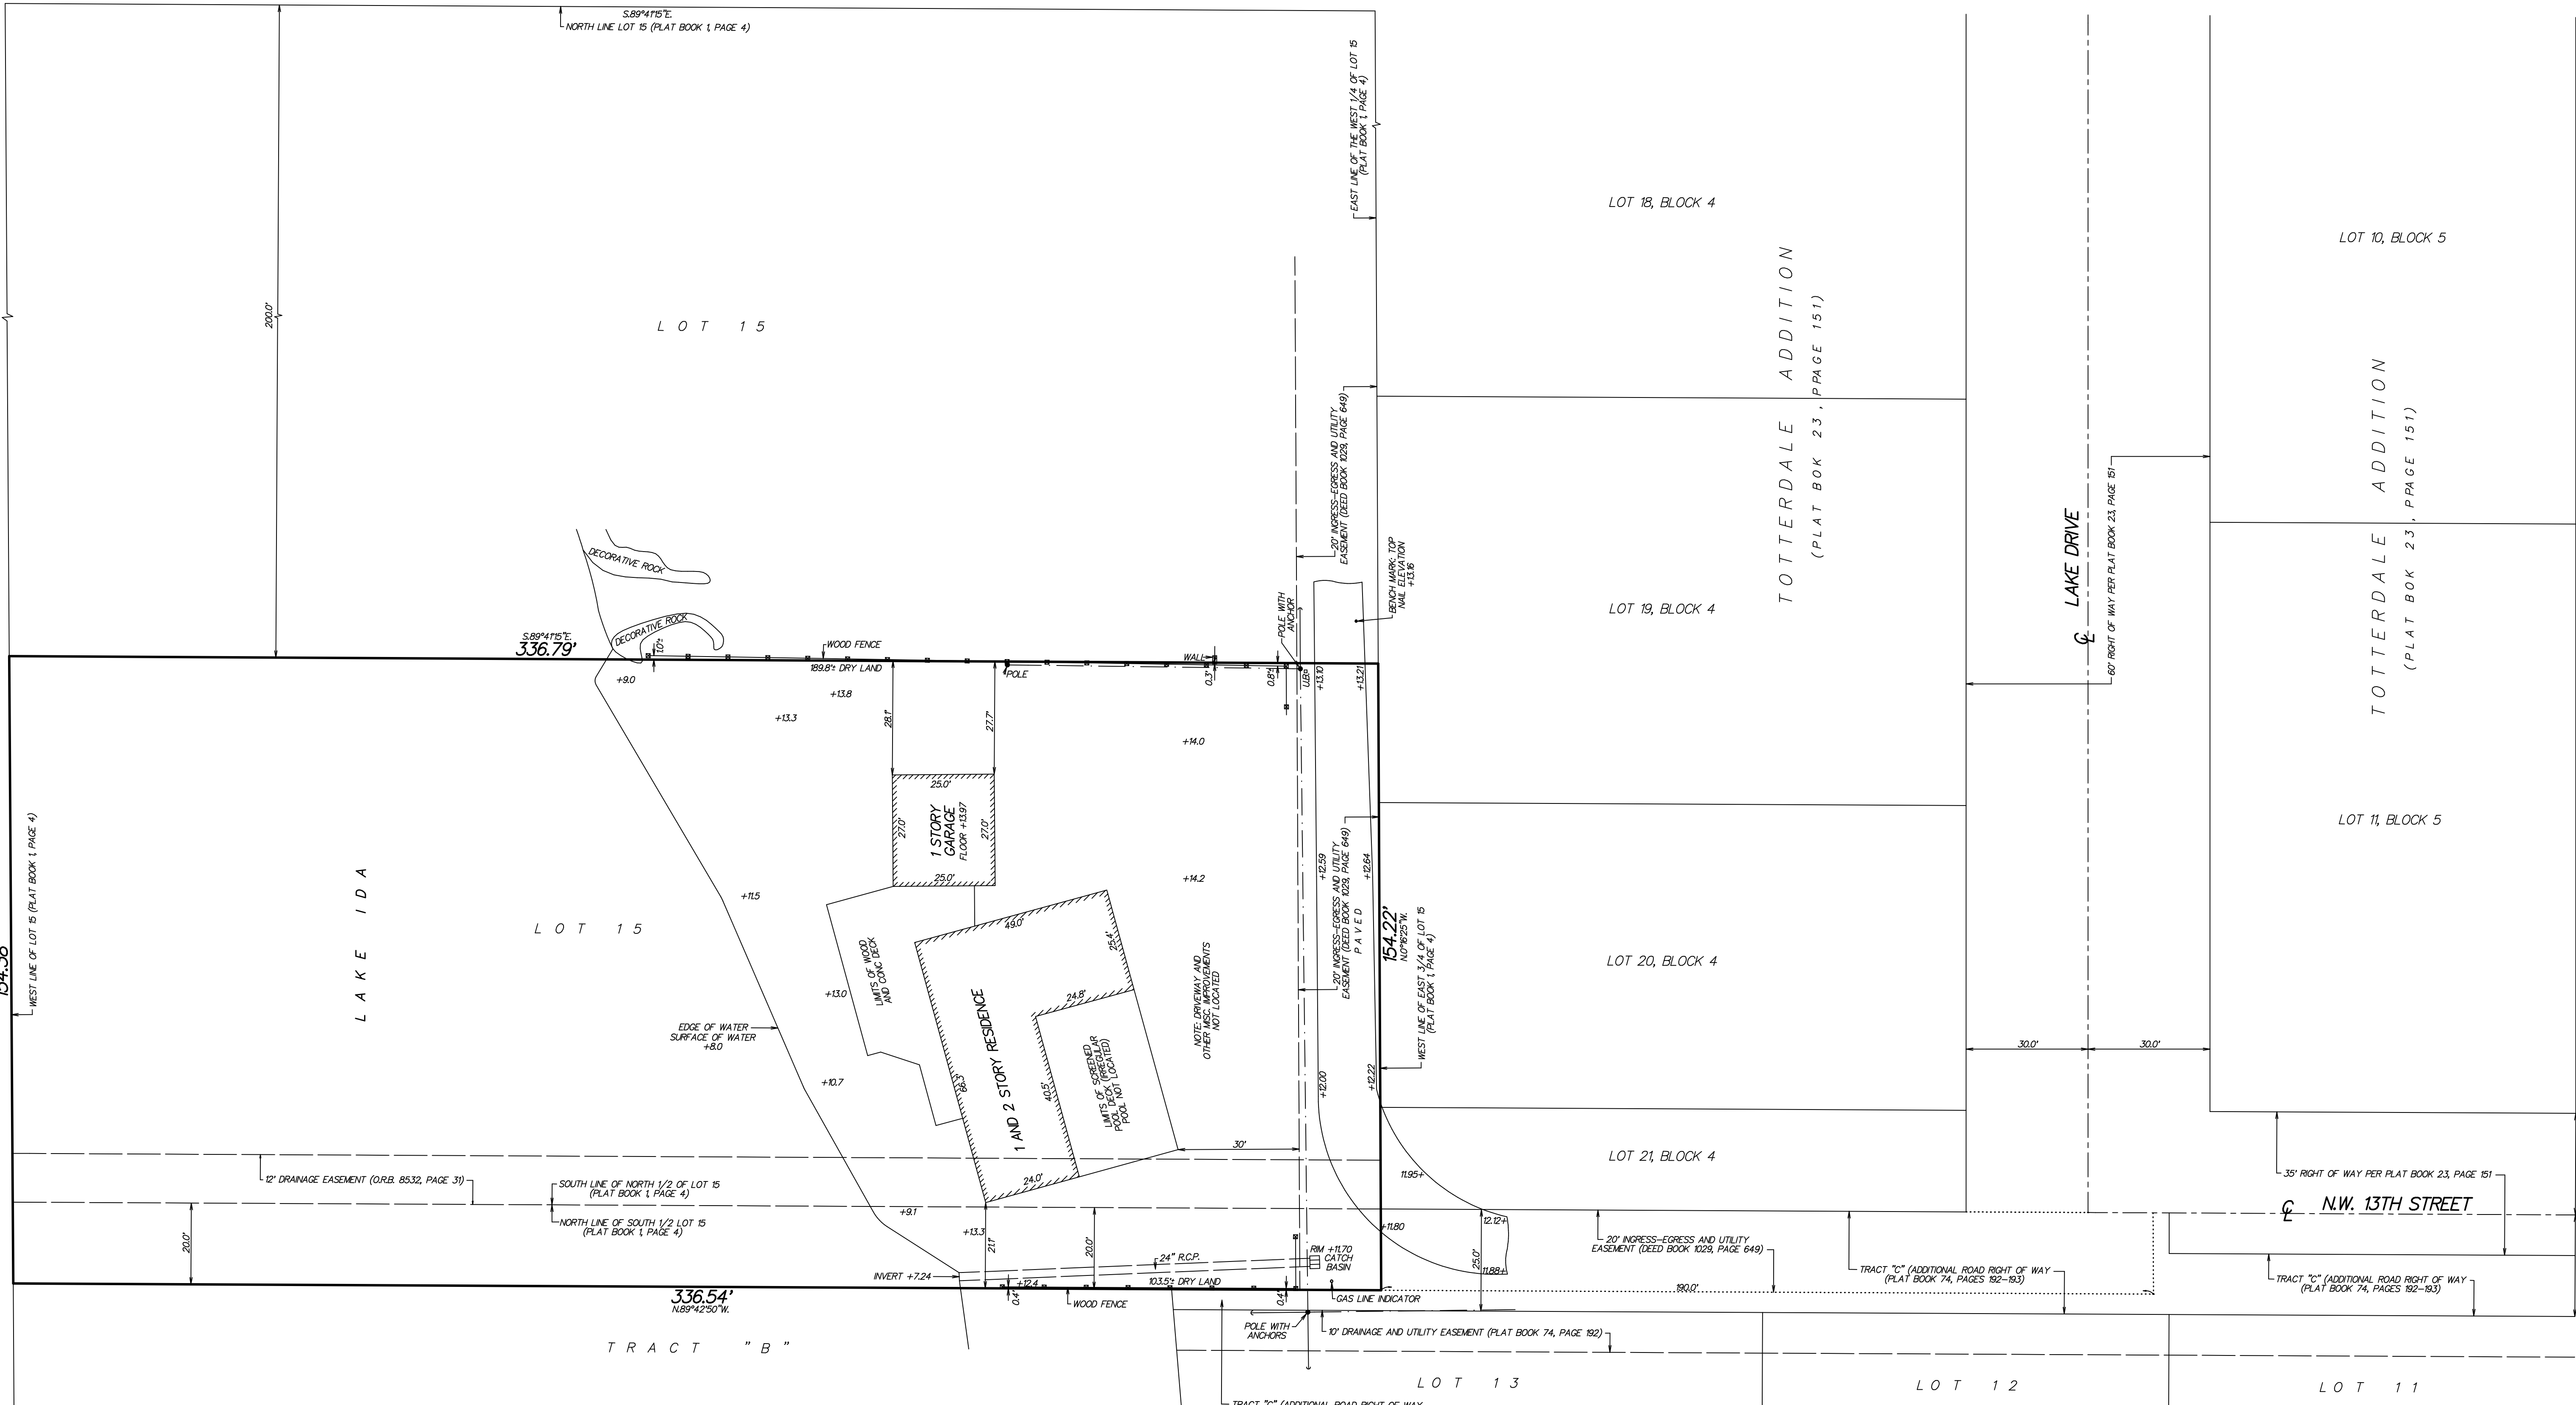 S.89°41'15"E.
NORTH LINE LOT 15 (PLAT BOOK 1, PAGE 4)
200.0'
L O T 1 5
EAST LINE OF THE WEST 1/4 OF LOT 15
(PLAT BOOK 1, PAGE 4)
LOT 18, BLOCK 4
LOT 10, BLOCK 5
TOTTERDALE ADDITION
(PLAT BOK 23, PPAGE 151)
TOTTERDALE ADDITION
(PLAT BOK 23, PPAGE 151)
LAKE DRIVE
60' RIGHT OF WAY PER PLAT BOOK 23, PAGE 151
20' INGRESS-EGRESS AND UTILITY
EASEMENT (DEED BOOK 1029, PAGE 649)
BENCH MARK: TOP
NAIL ELEVATION
+13.16
DECORATIVE ROCK
DECORATIVE ROCK
POLE WITH
ANCHOR
LOT 19, BLOCK 4
S.89°41'15"E.
336.79'
1.0'±
WOOD FENCE
189.8'± DRY LAND
WALL
POLE
0.3'
0.8'±
U.B.
+13.10
+13.21
+9.0
+13.8
+13.3
28.1'
27.7'
+14.0
25.0'
27.0'
1 STORY
GARAGE
FLOOR +13.97
27.0'
25.0'
+14.2
+12.59
+12.64
20' INGRESS-EGRESS AND UTILITY
EASEMENT (DEED BOOK 1029, PAGE 649)
P A V E D
LOT 11, BLOCK 5
WEST LINE OF LOT 15 (PLAT BOOK 1, PAGE 4)
L A K E I D A
L O T 1 5
+11.5
49.0'
25.4'
LIMITS OF WOOD
AND CONC DECK
154.22'
N.0°16'25"W.
WEST LINE OF EAST 3/4 OF LOT 15
(PLAT BOOK 1, PAGE 4)
LOT 20, BLOCK 4
NOTE: DRIVEWAY AND
OTHER MISC. IMPROVEMENTS
NOT LOCATED
+13.0
24.8'
EDGE OF WATER
SURFACE OF WATER
+8.0
1 AND 2 STORY RESIDENCE
66.3'
40.5'
LIMITS OF SCREENED
POOL DECK (IRREGULAR
POOL NOT LOCATED)
+10.7
+12.00
+12.22
30.0'
30.0'
30'
LOT 21, BLOCK 4
12' DRAINAGE EASEMENT (O.R.B. 8532, PAGE 31)
SOUTH LINE OF NORTH 1/2 OF LOT 15
(PLAT BOOK 1, PAGE 4)
NORTH LINE OF SOUTH 1/2 LOT 15
(PLAT BOOK 1, PAGE 4)
24.0'
11.95+
35' RIGHT OF WAY PER PLAT BOOK 23, PAGE 151
N.W. 13TH STREET
+9.1
+13.3
21.1'
20.0'
20.0'
+11.80
12.12+
25.0'
20' INGRESS-EGRESS AND UTILITY
EASEMENT (DEED BOOK 1029, PAGE 649)
24" R.C.P.
RIM +11.70
CATCH
BASIN
11.88+
INVERT +7.24
+12.4
103.5'± DRY LAND
TRACT "C" (ADDITIONAL ROAD RIGHT OF WAY
(PLAT BOOK 74, PAGES 192-193)
TRACT "C" (ADDITIONAL ROAD RIGHT OF WAY
(PLAT BOOK 74, PAGES 192-193)
190.0'
336.54'
N.89°42'50"W.
0.4'
WOOD FENCE
0.4'
GAS LINE INDICATOR
POLE WITH
ANCHORS
10' DRAINAGE AND UTILITY EASEMENT (PLAT BOOK 74, PAGE 192)
T R A C T " B "
L O T 1 3
L O T 1 2
L O T 1 1
TRACT "C" (ADDITIONAL ROAD RIGHT OF WAY